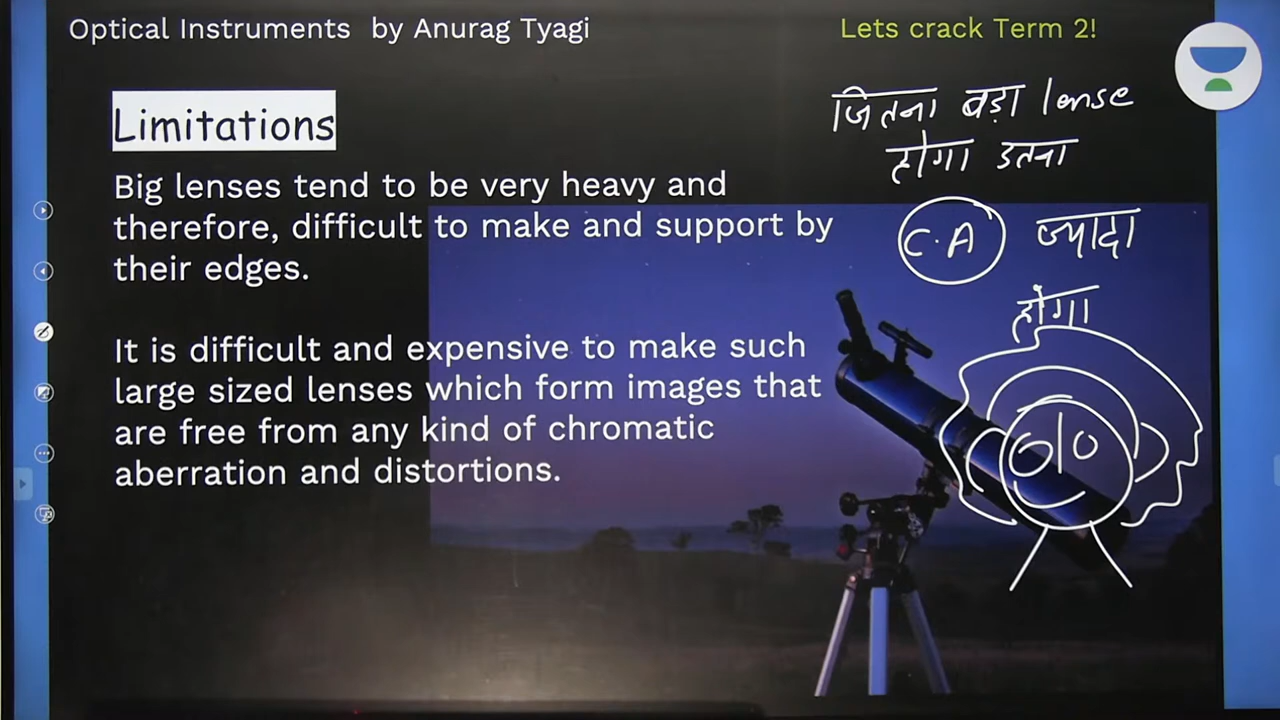 Optical Instruments by Anurag Tyagi
Lets crack Term 2!
Limitations
Big lenses tend to be very heavy and
therefore, difficult to make and support by
their edges.
It is difficult and expensive to make such
large sized lenses which form images that
are free from any kind of chromatic
aberration and distortions.
जितना बड़ा lense
होगा उतना
C.A ज्यादा
होगा